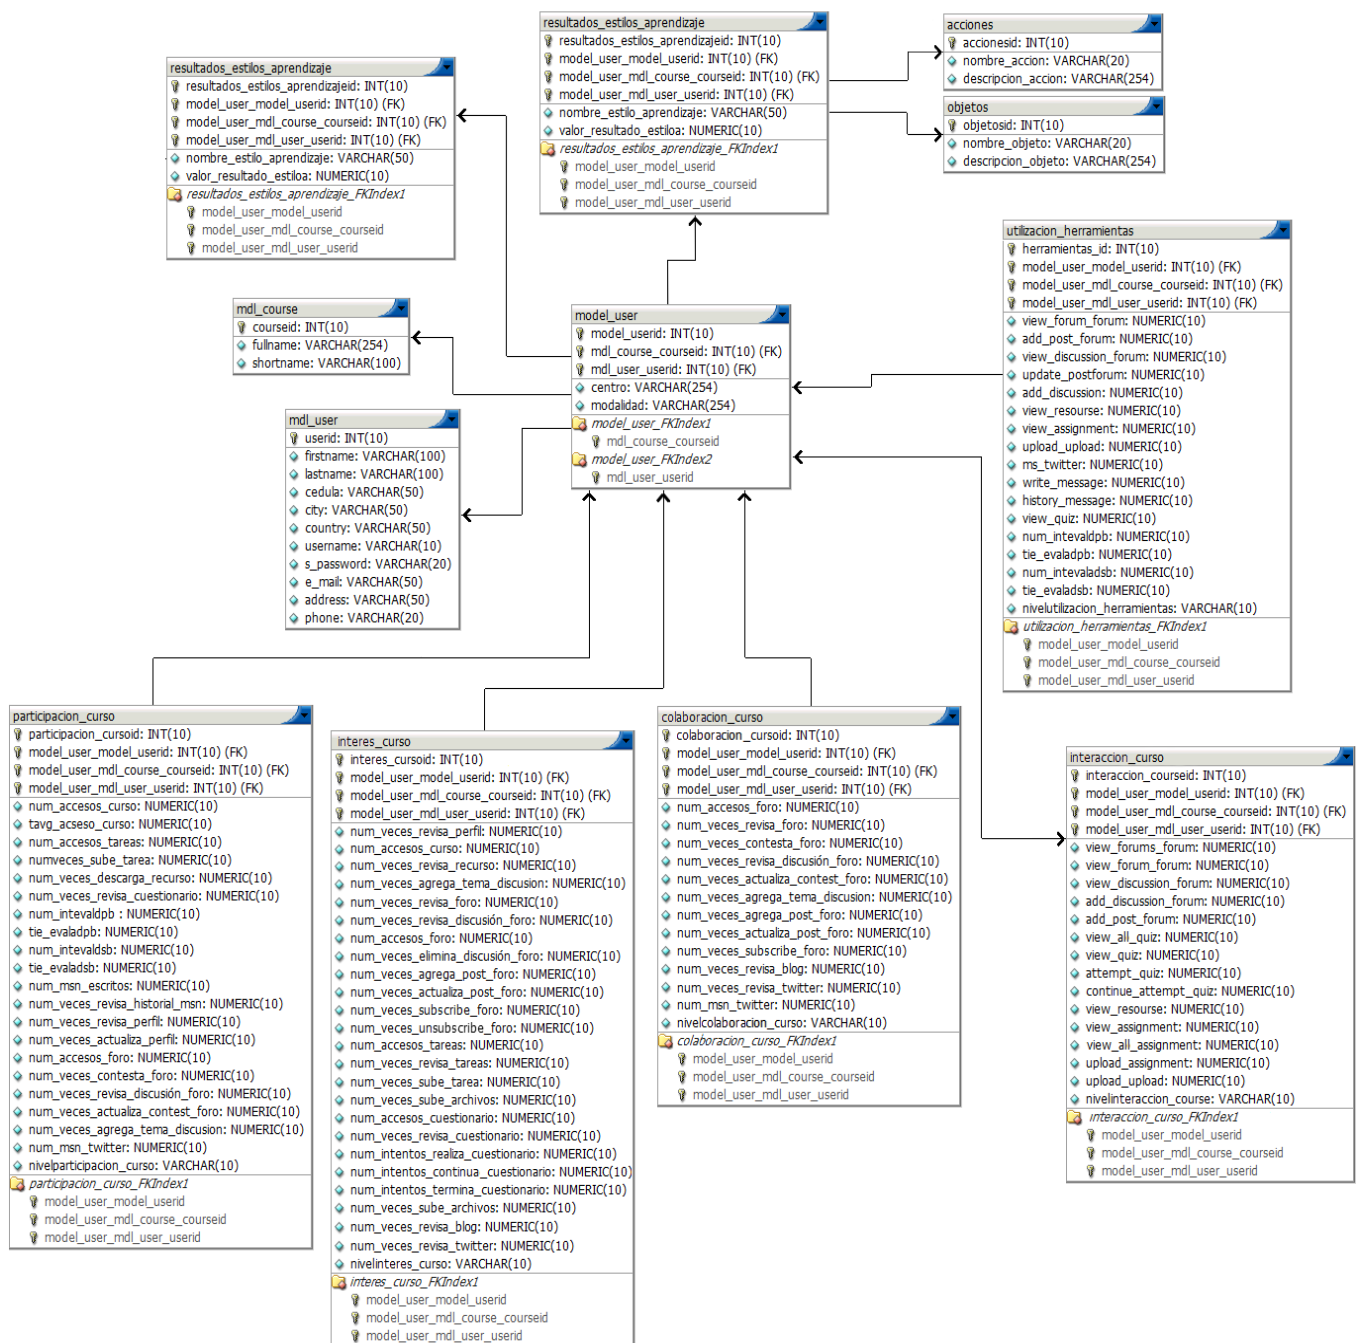 resultados_estilos_aprendizaje
resultados_estilos_aprendizajeid: INT(10)
model_user_model_userid: INT(10) (FK)
model_user_mdl_course_courseid: INT(10) (FK)
model_user_mdl_user_userid: INT(10) (FK)
nombre_estilo_aprendizaje: VARCHAR(50)
valor_resultado_estiloa: NUMERIC(10)
resultados_estilos_aprendizaje_FKIndex1
model_user_model_userid
model_user_mdl_course_courseid
model_user_mdl_user_userid
resultados_estilos_aprendizaje
resultados_estilos_aprendizajeid: INT(10)
model_user_model_userid: INT(10) (FK)
model_user_mdl_course_courseid: INT(10) (FK)
model_user_mdl_user_userid: INT(10) (FK)
nombre_estilo_aprendizaje: VARCHAR(50)
valor_resultado_estiloa: NUMERIC(10)
resultados_estilos_aprendizaje_FKIndex1
model_user_model_userid
model_user_mdl_course_courseid
model_user_mdl_user_userid
acciones
accionesid: INT(10)
nombre_accion: VARCHAR(20)
descripcion_accion: VARCHAR(254)
objetos
objetosid: INT(10)
nombre_objeto: VARCHAR(20)
descripcion_objeto: VARCHAR(254)
mdl_course
courseid: INT(10)
fullname: VARCHAR(254)
shortname: VARCHAR(100)
mdl_user
userid: INT(10)
firstname: VARCHAR(100)
lastname: VARCHAR(100)
cedula: VARCHAR(50)
city: VARCHAR(50)
country: VARCHAR(50)
username: VARCHAR(10)
s_password: VARCHAR(20)
e_mail: VARCHAR(50)
address: VARCHAR(50)
phone: VARCHAR(20)
model_user
model_userid: INT(10)
mdl_course_courseid: INT(10) (FK)
mdl_user_userid: INT(10) (FK)
centro: VARCHAR(254)
modalidad: VARCHAR(254)
model_user_FKIndex1
mdl_course_courseid
model_user_FKIndex2
mdl_user_userid
utilizacion_herramientas
herramientas_id: INT(10)
model_user_model_userid: INT(10) (FK)
model_user_mdl_course_courseid: INT(10) (FK)
model_user_mdl_user_userid: INT(10) (FK)
view_forum_forum: NUMERIC(10)
add_post_forum: NUMERIC(10)
view_discussion_forum: NUMERIC(10)
update_postforum: NUMERIC(10)
add_discussion: NUMERIC(10)
view_resourse: NUMERIC(10)
view_assignment: NUMERIC(10)
upload_upload: NUMERIC(10)
ms_twitter: NUMERIC(10)
write_message: NUMERIC(10)
history_message: NUMERIC(10)
view_quiz: NUMERIC(10)
num_intevaldpb: NUMERIC(10)
tie_evaladpb: NUMERIC(10)
num_intevaladsb: NUMERIC(10)
tie_evaladsb: NUMERIC(10)
nivelutilizacion_herramientas: VARCHAR(10)
utilizacion_herramientas_FKIndex1
model_user_model_userid
model_user_mdl_course_courseid
model_user_mdl_user_userid
participacion_curso
participacion_cursoid: INT(10)
model_user_model_userid: INT(10) (FK)
model_user_mdl_course_courseid: INT(10) (FK)
model_user_mdl_user_userid: INT(10) (FK)
num_accesos_curso: NUMERIC(10)
tavg_acseso_curso: NUMERIC(10)
num_accesos_tareas: NUMERIC(10)
numveces_sube_tarea: NUMERIC(10)
num_veces_descarga_recurso: NUMERIC(10)
num_veces_revisa_cuestionario: NUMERIC(10)
num_intevaldpb : NUMERIC(10)
tie_evaladpb: NUMERIC(10)
num_intevaldsb: NUMERIC(10)
tie_evaladsb: NUMERIC(10)
num_msn_escritos: NUMERIC(10)
num_veces_revisa_historial_msn: NUMERIC(10)
num_veces_revisa_perfil: NUMERIC(10)
num_veces_actualiza_perfil: NUMERIC(10)
num_accesos_foro: NUMERIC(10)
num_veces_contesta_foro: NUMERIC(10)
num_veces_revisa_discusión_foro: NUMERIC(10)
num_veces_actualiza_contest_foro: NUMERIC(10)
num_veces_agrega_tema_discusion: NUMERIC(10)
num_msn_twitter: NUMERIC(10)
nivelparticipacion_curso: VARCHAR(10)
participacion_curso_FKIndex1
model_user_model_userid
model_user_mdl_course_courseid
model_user_mdl_user_userid
interes_curso
interes_cursoid: INT(10)
model_user_model_userid: INT(10) (FK)
model_user_mdl_course_courseid: INT(10) (FK)
model_user_mdl_user_userid: INT(10) (FK)
num_veces_revisa_perfil: NUMERIC(10)
num_accesos_curso: NUMERIC(10)
num_veces_revisa_recurso: NUMERIC(10)
num_veces_agrega_tema_discusion: NUMERIC(10)
num_veces_revisa_foro: NUMERIC(10)
num_veces_revisa_discusión_foro: NUMERIC(10)
num_accesos_foro: NUMERIC(10)
num_veces_elimina_discusión_foro: NUMERIC(10)
num_veces_agrega_post_foro: NUMERIC(10)
num_veces_actualiza_post_foro: NUMERIC(10)
num_veces_subscribe_foro: NUMERIC(10)
num_veces_unsubscribe_foro: NUMERIC(10)
num_accesos_tareas: NUMERIC(10)
num_veces_revisa_tareas: NUMERIC(10)
num_veces_sube_tarea: NUMERIC(10)
num_veces_sube_archivos: NUMERIC(10)
num_accesos_cuestionario: NUMERIC(10)
num_veces_revisa_cuestionario: NUMERIC(10)
num_intentos_realiza_cuestionario: NUMERIC(10)
num_intentos_continua_cuestionario: NUMERIC(10)
num_intentos_termina_cuestionario: NUMERIC(10)
num_veces_sube_archivos: NUMERIC(10)
num_veces_revisa_blog: NUMERIC(10)
num_veces_revisa_twitter: NUMERIC(10)
nivelinteres_curso: VARCHAR(10)
interes_curso_FKIndex1
model_user_model_userid
model_user_mdl_course_courseid
model_user_mdl_user_userid
colaboracion_curso
colaboracion_cursoid: INT(10)
model_user_model_userid: INT(10) (FK)
model_user_mdl_course_courseid: INT(10) (FK)
model_user_mdl_user_userid: INT(10) (FK)
num_accesos_foro: NUMERIC(10)
num_veces_revisa_foro: NUMERIC(10)
num_veces_contesta_foro: NUMERIC(10)
num_veces_revisa_discusión_foro: NUMERIC(10)
num_veces_actualiza_contest_foro: NUMERIC(10)
num_veces_agrega_tema_discusion: NUMERIC(10)
num_veces_agrega_post_foro: NUMERIC(10)
num_veces_actualiza_post_foro: NUMERIC(10)
num_veces_subscribe_foro: NUMERIC(10)
num_veces_revisa_blog: NUMERIC(10)
num_veces_revisa_twitter: NUMERIC(10)
num_msn_twitter: NUMERIC(10)
nivelcolaboracion_curso: VARCHAR(10)
colaboracion_curso_FKIndex1
model_user_model_userid
model_user_mdl_course_courseid
model_user_mdl_user_userid
interaccion_curso
interaccion_courseid: INT(10)
model_user_model_userid: INT(10) (FK)
model_user_mdl_course_courseid: INT(10) (FK)
model_user_mdl_user_userid: INT(10) (FK)
view_forums_forum: NUMERIC(10)
view_forum_forum: NUMERIC(10)
view_discussion_forum: NUMERIC(10)
add_discussion_forum: NUMERIC(10)
add_post_forum: NUMERIC(10)
view_all_quiz: NUMERIC(10)
view_quiz: NUMERIC(10)
attempt_quiz: NUMERIC(10)
continue_attempt_quiz: NUMERIC(10)
view_resourse: NUMERIC(10)
view_assignment: NUMERIC(10)
view_all_assignment: NUMERIC(10)
upload_assignment: NUMERIC(10)
upload_upload: NUMERIC(10)
nivelinteraccion_course: VARCHAR(10)
interaccion_curso_FKIndex1
model_user_model_userid
model_user_mdl_course_courseid
model_user_mdl_user_userid